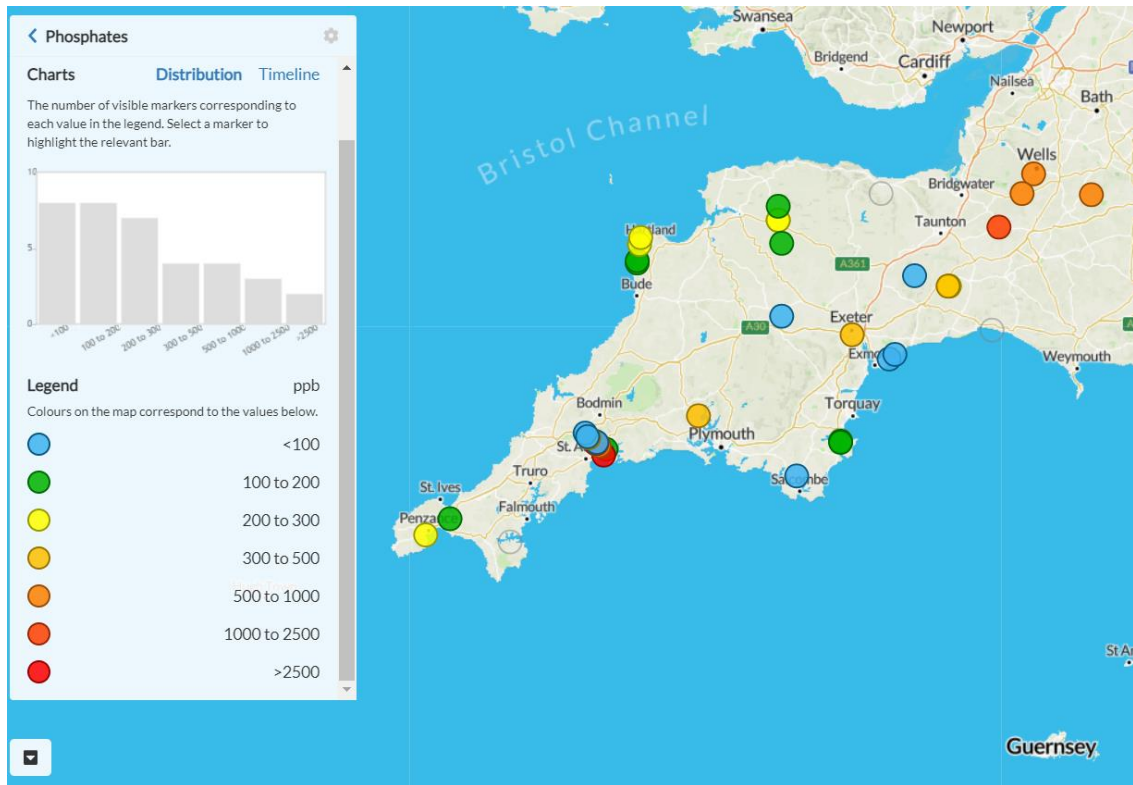 Phosphates
Charts
Distribution
Timeline
The number of visible markers corresponding to
each value in the legend. Select a marker to
highlight the relevant bar.
10
5
0
<100
100 to 200
200 to 300
300 to 500
500 to 1000
1000 to 2500
>2500
Legend
ppb
Colours on the map correspond to the values below.
<100
100 to 200
200 to 300
300 to 500
500 to 1000
1000 to 2500
>2500
Swansea
Newport
Bridgend
Cardiff
Nailsea
Bath
Bristol Channel
Wells
Bridgwater
Taunton
Bude
A361
A30
Exeter
Weymouth
Bodmin
Torquay
Plymouth
Truro
St. Ives
Falmouth
Guernsey